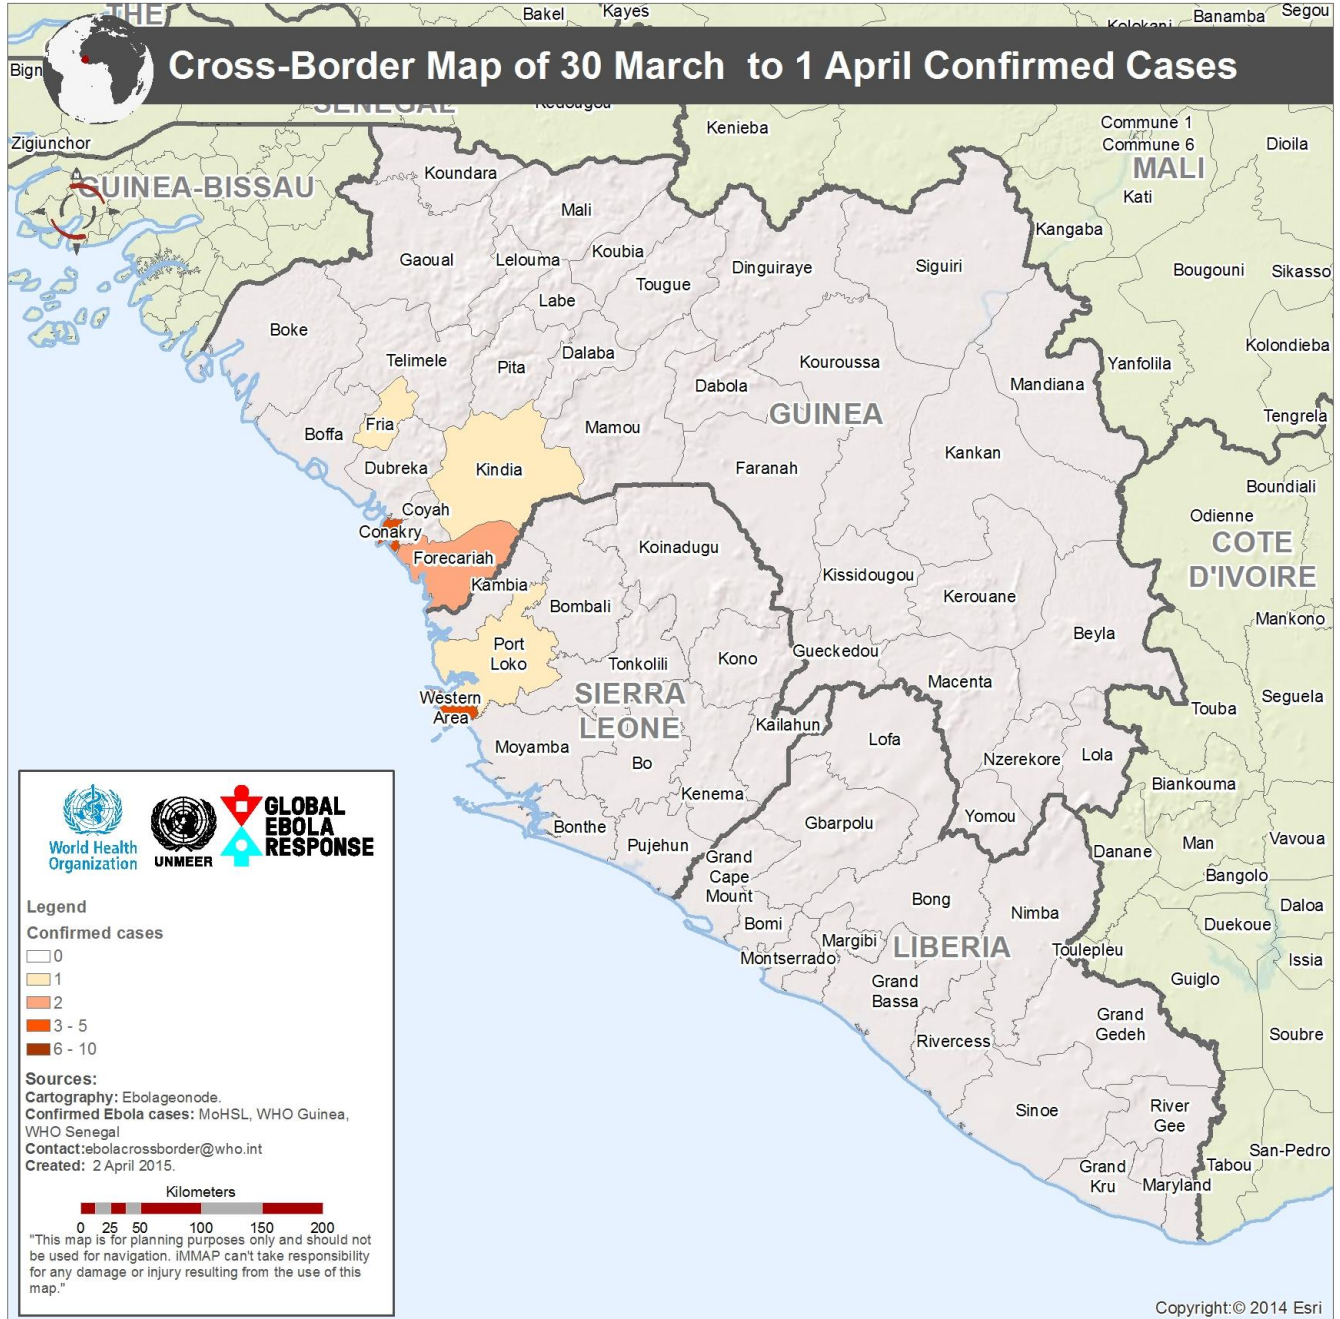 THE
Bakel
Kayes
Kolokani
Banamba
Segou
Bign
Cross-Border Map of 30 March to 1 April Confirmed Cases
SENEGAL
Kedougou
Kenieba
Commune 1
Commune 6
Dioila
Zigiunchor
MALI
Koundara
GUINEA-BISSAU
Kati
Mali
Kangaba
Koubia
Gaoual
Lelouma
Dinguiraye
Siguiri
Bougouni
Sikasso
Tougue
Labe
Boke
Kolondieba
Dalaba
Telimele
Pita
Kouroussa
Yanfolila
Dabola
Mandiana
GUINEA
Tengrela
Fria
Boffa
Mamou
Kankan
Dubreka
Kindia
Faranah
Boundiali
Coyah
Odienne
Conakry
COTE
D'IVOIRE
Koinadugu
Forecariah
Kissidougou
Kambia
Kerouane
Bombali
Mankono
Beyla
Port
Loko
Gueckedou
Kono
Tonkolili
Macenta
SIERRA
LEONE
Western
Area
Seguela
Touba
Kailahun
Lofa
Moyamba
Bo
Nzerekore
Lola
Biankouma
Kenema
Gbarpolu
Yomou
Bonthe
Pujehun
Vavoua
Man
Danane
Grand
Cape
Mount
Bangolo
Bong
Daloa
Nimba
Bomi
Duekoue
Margibi
LIBERIA
Toulepleu
Montserrado
Issia
Grand
Bassa
Guiglo
Grand
Gedeh
Rivercess
Soubre
Sinoe
River
Gee
San-Pedro
Grand
Kru
Tabou
Maryland
World Health
Organization
UNMEER
GLOBAL
EBOLA
RESPONSE
Legend
Confirmed cases
0
1
2
3 - 5
6 - 10
Sources:
Cartography: Ebolageonode.
Confirmed Ebola cases: MoHSL, WHO Guinea,
WHO Senegal
Contact:ebolacrossborder@who.int
Created: 2 April 2015.
Kilometers
0 25 50 100 150 200
"This map is for planning purposes only and should not
be used for navigation. iMMAP can't take responsibility
for any damage or injury resulting from the use of this
map."
Copyright:© 2014 Esri